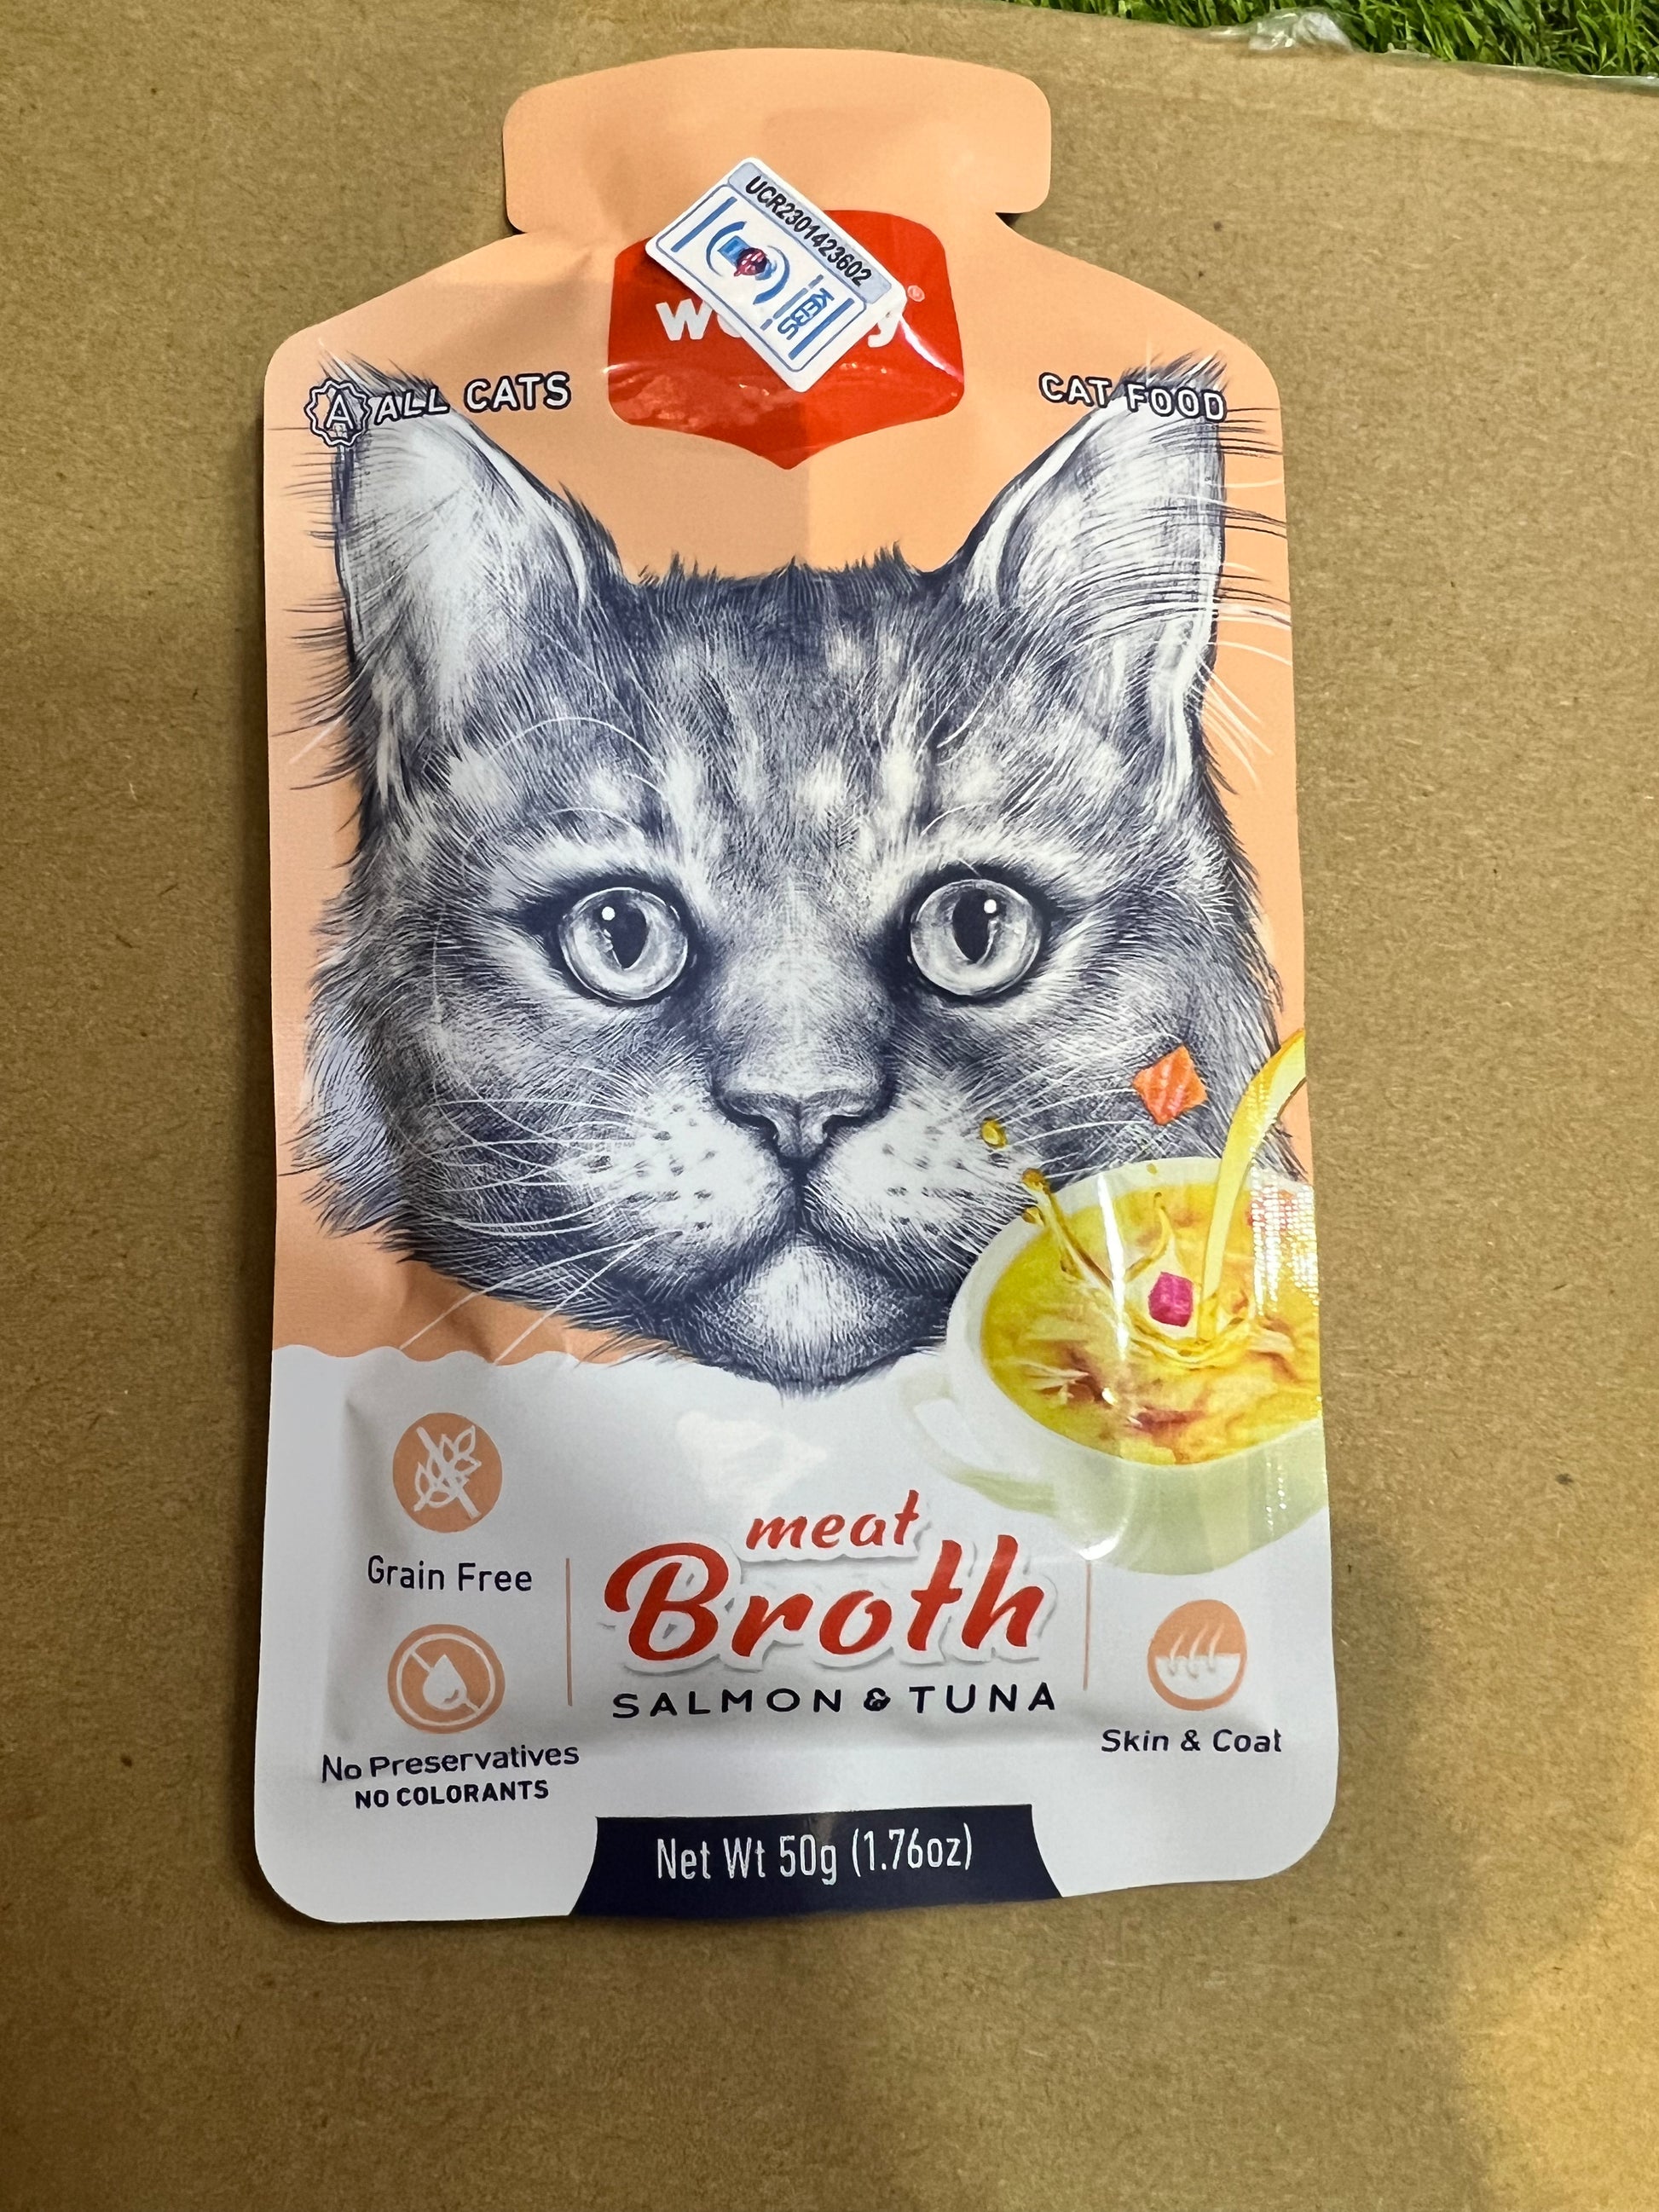 UCR2301423602
KEBS
A ALL CATS
CAT FOOD
Grain Free
meat
Broth
SALMON & TUNA
No Preservatives
NO COLORANTS
Skin & Coat
Net Wt 50g (1.76oz)